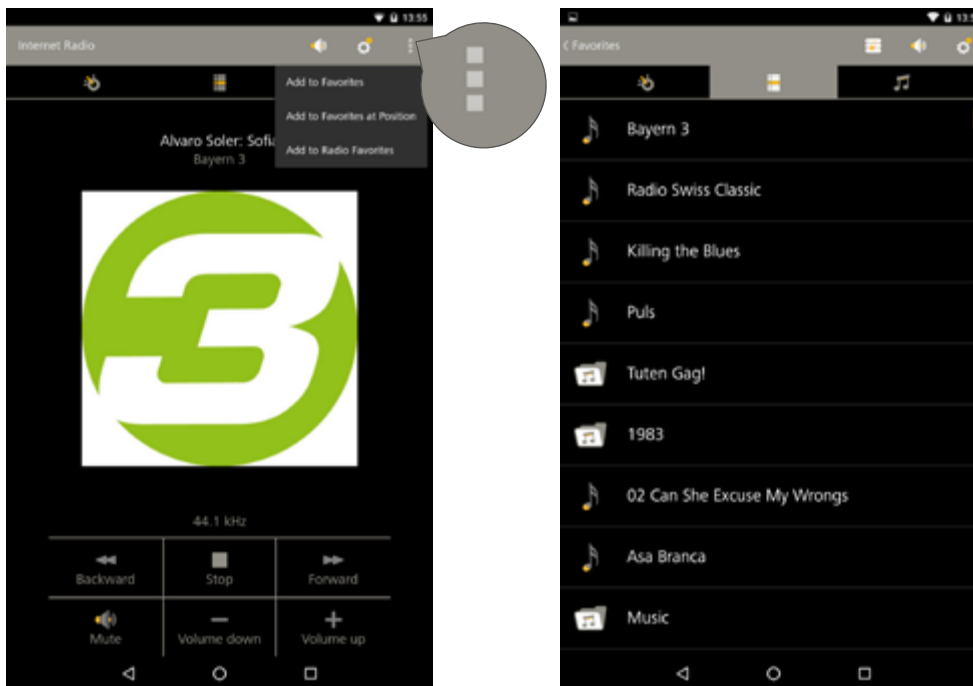 13:55
Internet Radio
Add to Favorites
Add to Favorites at Position
Add to Radio Favorites
Alvaro Soler: Sofia
Bayern 3
3
44.1 kHz
Backward
Stop
Forward
Mute
Volume down
Volume up
Favorites
Bayern 3
Radio Swiss Classic
Killing the Blues
Puls
Tuten Gag!
1983
02 Can She Excuse My Wrongs
Asa Branca
Music